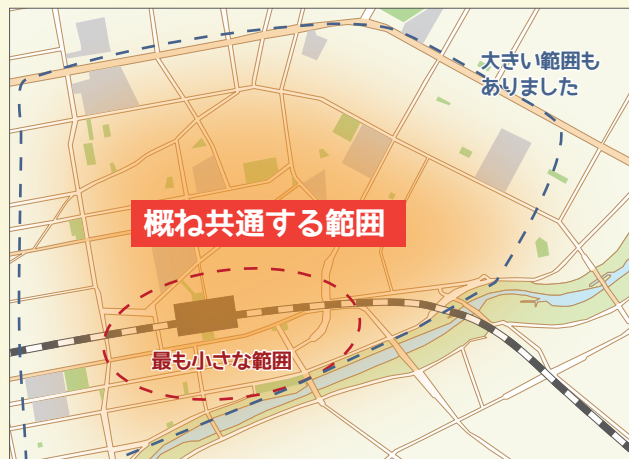 大きい範囲も
ありました
概ね共通する範囲
最も小さな範囲